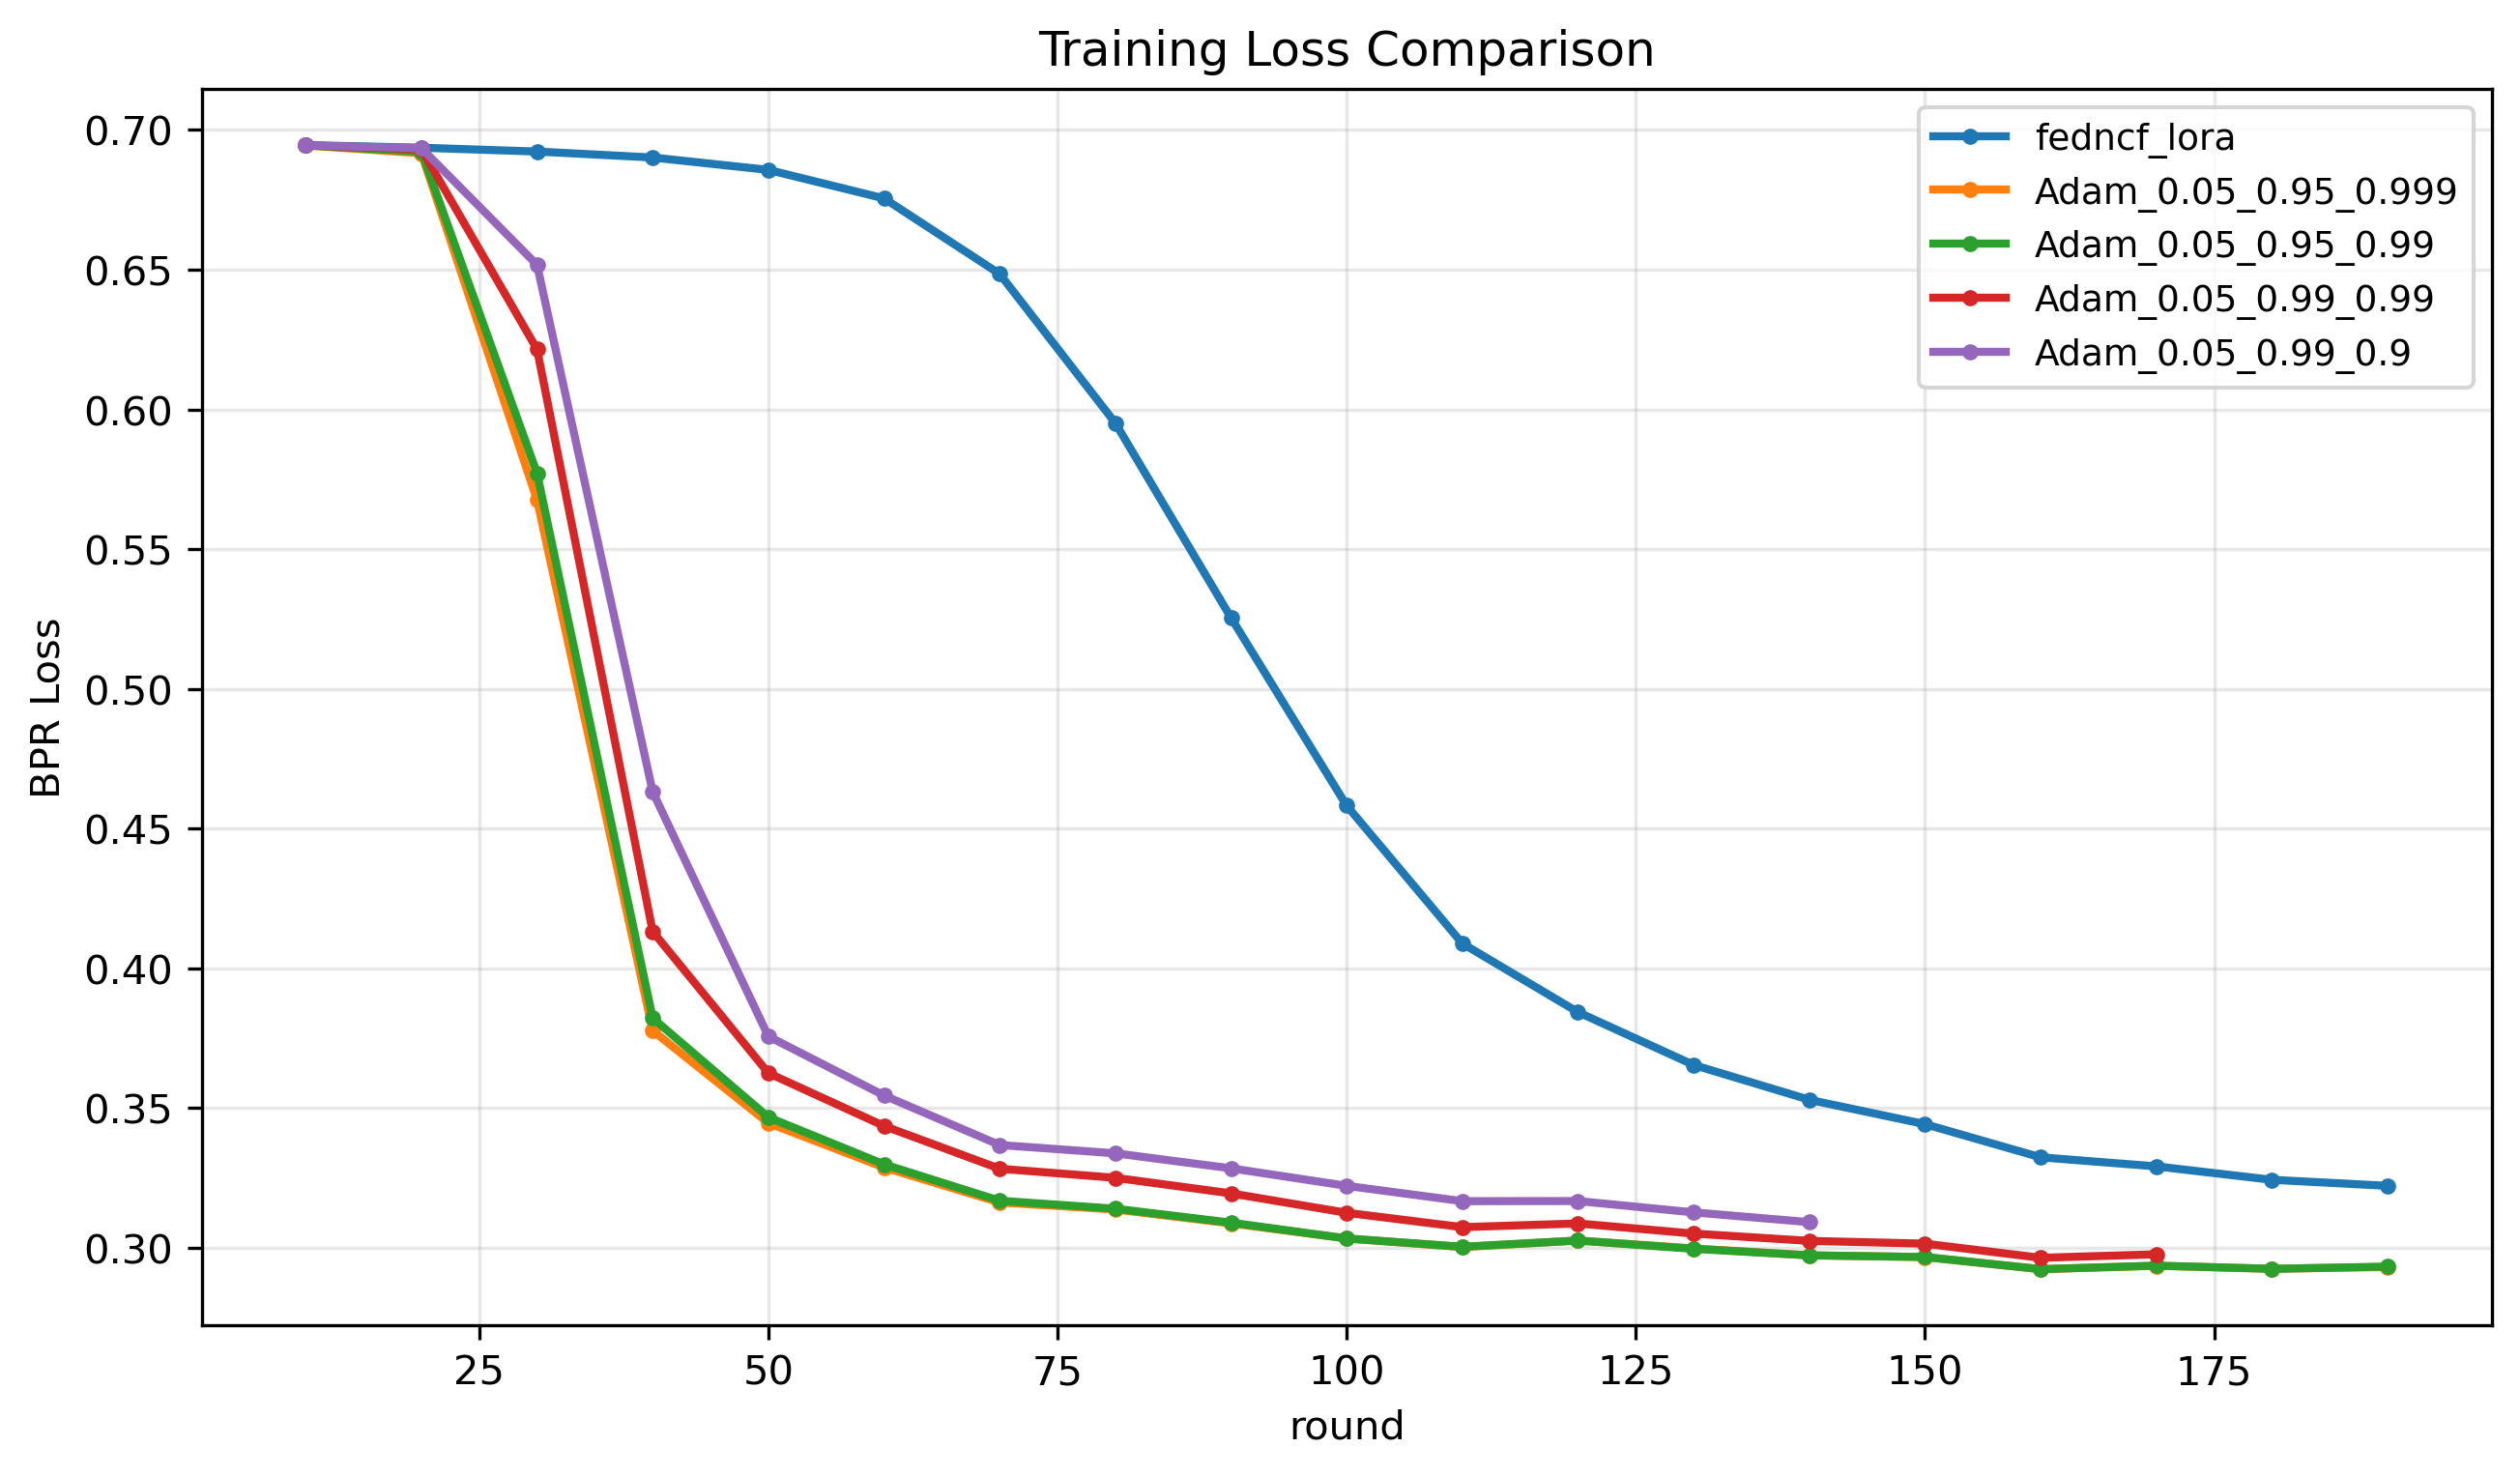 Training Loss Comparison
0.70
0.65
0.60
0.55
0.50
0.45
0.40
0.35
0.30
BPR Loss
fedncf_lora
Adam_0.05_0.95_0.999
Adam_0.05_0.95_0.99
Adam_0.05_0.99_0.99
Adam_0.05_0.99_0.9
25 50 75 100 125 150 175
round